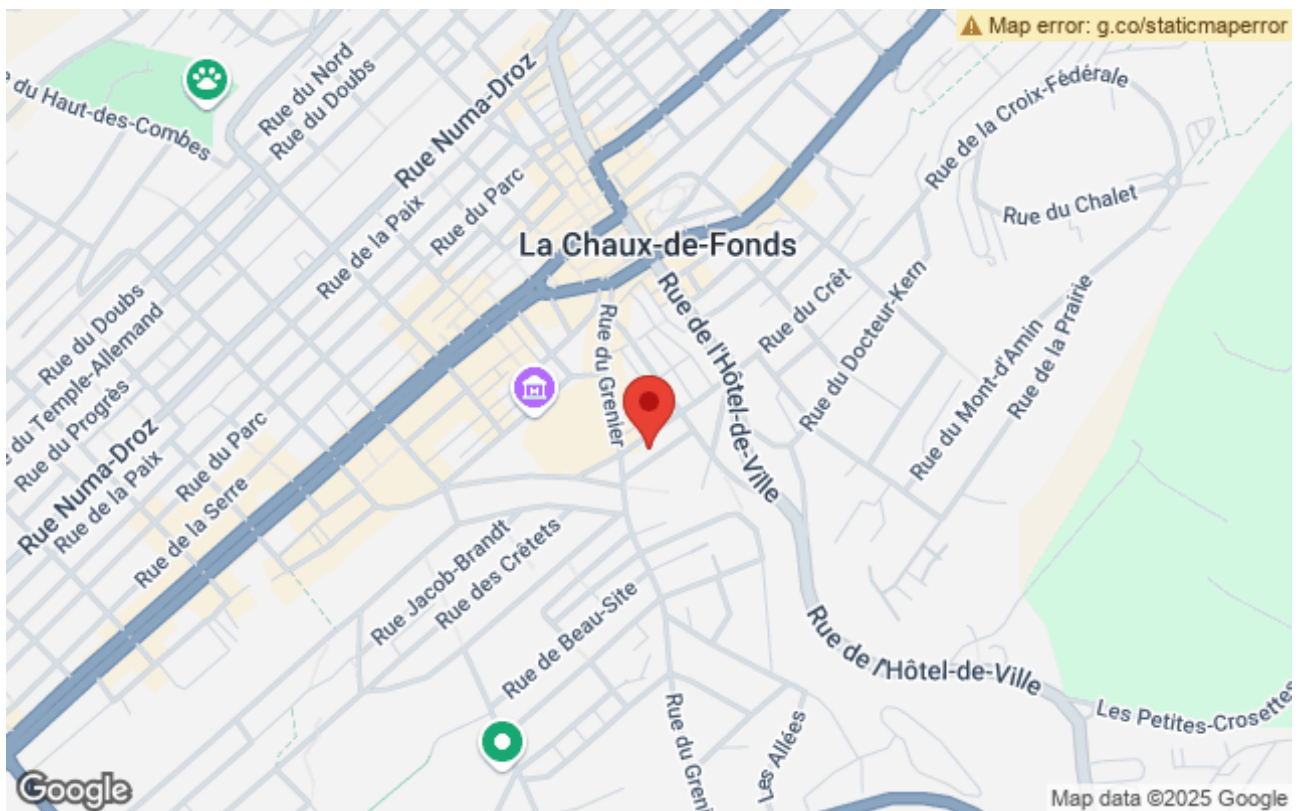 Map error: g.co/staticmaperror
Rue du Nord
Rue du Doubs
Rue Numa-Droz
e du Haut-des-Combes
Rue de la Croix-Fédérale
Rue du Parc
Rue de la Paix
Rue du Chalet
La Chaux-de-Fonds
Rue du Doubs
du Temple-Allemand
Rue du Progrès
Rue Numa-Droz
Rue de la Paix
Rue du Parc
Rue de la Serre
Rue du Grenier
Rue de l'Hôtel-de-Ville
Rue du Crêt
Rue du Docteur-Kern
Rue du Mont-d'Amin
Rue de la Prairie
M
Rue Jacob-Brandt
Rue des Crêtets
Rue de Beau-Site
Rue de l'Hôtel-de-Ville
Les Petites-Crosettes
Rue du Greni
Les Allées
Google
Map data ©2025 Google